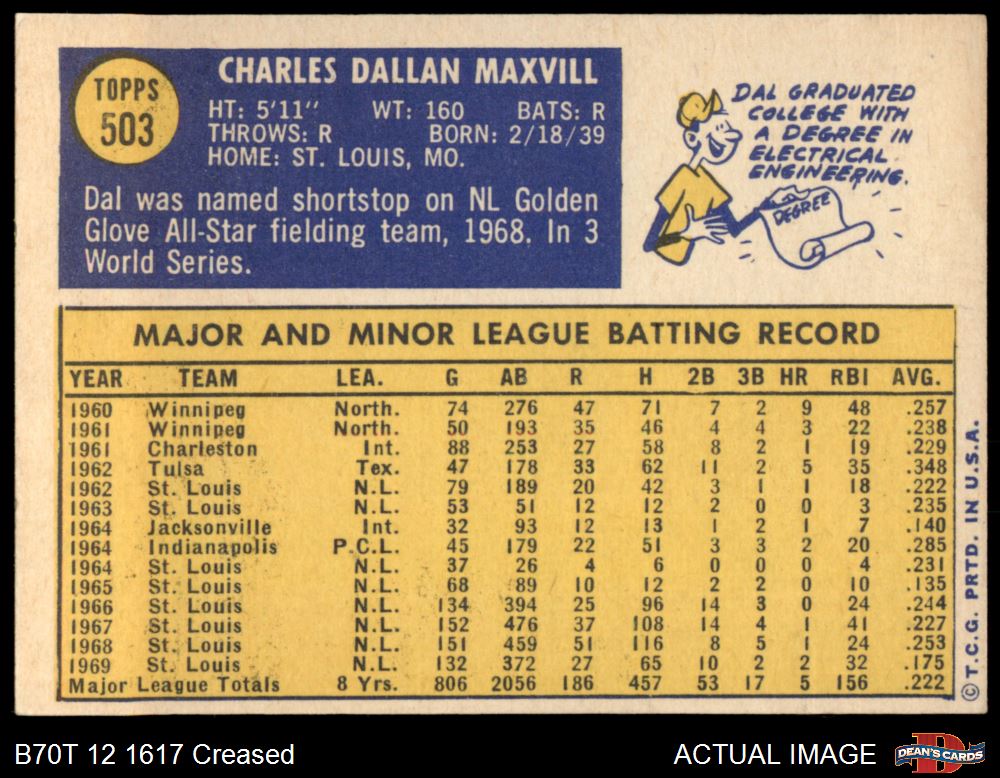 TOPPS
503
CHARLES DALLAN MAXVILL
HT: 5'11" WT: 160 BATS: R
THROWS: R BORN: 2/18/39
HOME: ST. LOUIS, MO.
Dal was named shortstop on NL Golden
Glove All-Star fielding team, 1968. In 3
World Series.
DAL GRADUATED
COLLEGE WITH
A DEGREE IN
ELECTRICAL
ENGINEERING.
DEGREE
MAJOR AND MINOR LEAGUE BATTING RECORD
YEAR TEAM LEA. G AB R H 2B 3B HR RBI AVG.
1960 Winnipeg North. 74 276 47 71 7 2 9 48 .257
1961 Winnipeg North. 50 193 35 46 4 4 3 22 .238
1961 Charleston Int. 88 253 27 58 8 2 1 19 .229
1962 Tulsa Tex. 47 178 33 62 11 2 5 35 .348
1962 St. Louis N.L. 79 189 20 42 3 1 1 18 .222
1963 St. Louis N.L. 53 51 12 12 2 0 0 3 .235
1964 Jacksonville Int. 32 93 12 13 1 2 1 7 .140
1964 Indianapolis P.C.L. 45 179 22 51 3 3 2 20 .285
1964 St. Louis N.L. 37 26 4 6 0 0 0 4 .231
1965 St. Louis N.L. 68 89 10 12 2 2 0 10 .135
1966 St. Louis N.L. 134 394 25 96 14 3 0 24 .244
1967 St. Louis N.L. 152 476 37 108 14 4 1 41 .227
1968 St. Louis N.L. 151 459 51 116 8 5 1 24 .253
1969 St. Louis N.L. 132 372 27 65 10 2 2 32 .175
Major League Totals 8 Yrs. 806 2056 186 457 53 17 5 156 .222
© T.C.G. PRTD. IN U.S.A.
B70T 12 1617 Creased
ACTUAL IMAGE
DEAN'S CARDS